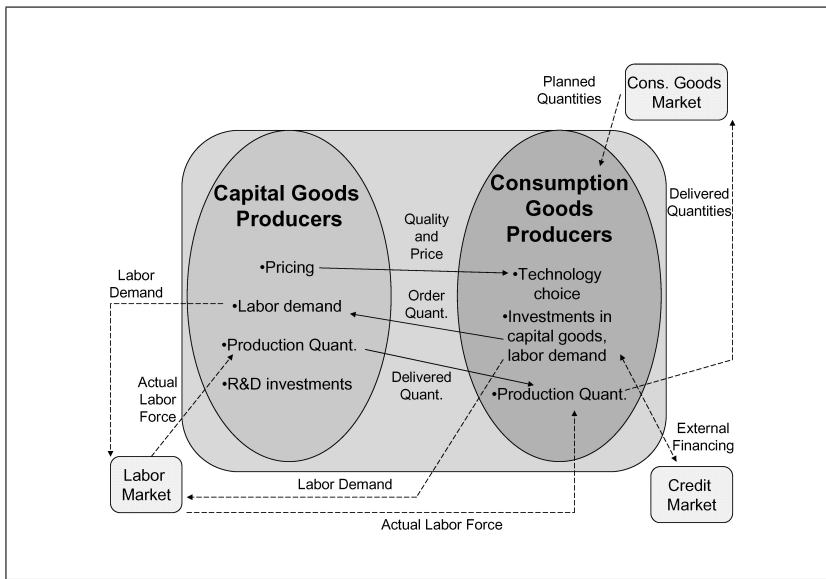 Planned
Quantities
Cons. Goods
Market
Capital Goods
Producers
Consumption
Goods
Producers
Delivered
Quantities
Quality
and
Price
•Pricing
•Technology
choice
Labor
Demand
•Labor demand
Order
Quant.
•Investments in
capital goods,
labor demand
•Production Quant.
Delivered
Quant.
•R&D investments
•Production Quant.
Actual
Labor
Force
External
Financing
Labor
Market
Labor Demand
Credit
Market
Actual Labor Force